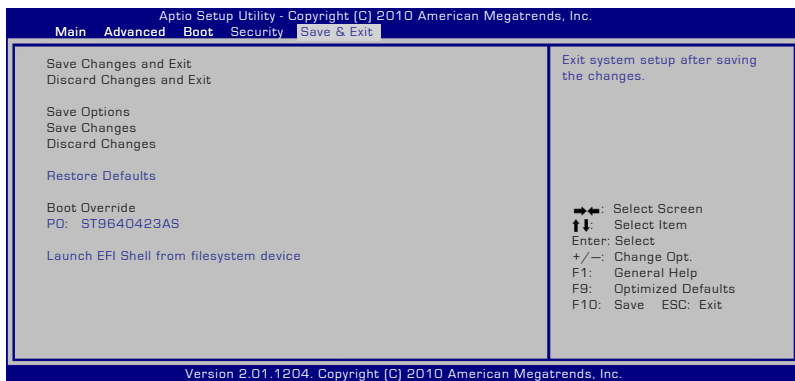 Aptio Setup Utility - Copyright (C) 2010 American Megatrends, Inc.
Main Advanced Boot Security Save & Exit
Save Changes and Exit
Discard Changes and Exit
Save Options
Save Changes
Discard Changes
Restore Defaults
Boot Override
P0: ST9640423AS
Launch EFI Shell from filesystem device
Exit system setup after saving
the changes.
→←: Select Screen
↑↓: Select Item
Enter: Select
+/—: Change Opt.
F1: General Help
F9: Optimized Defaults
F10: Save ESC: Exit
Version 2.01.1204. Copyright (C) 2010 American Megatrends, Inc.